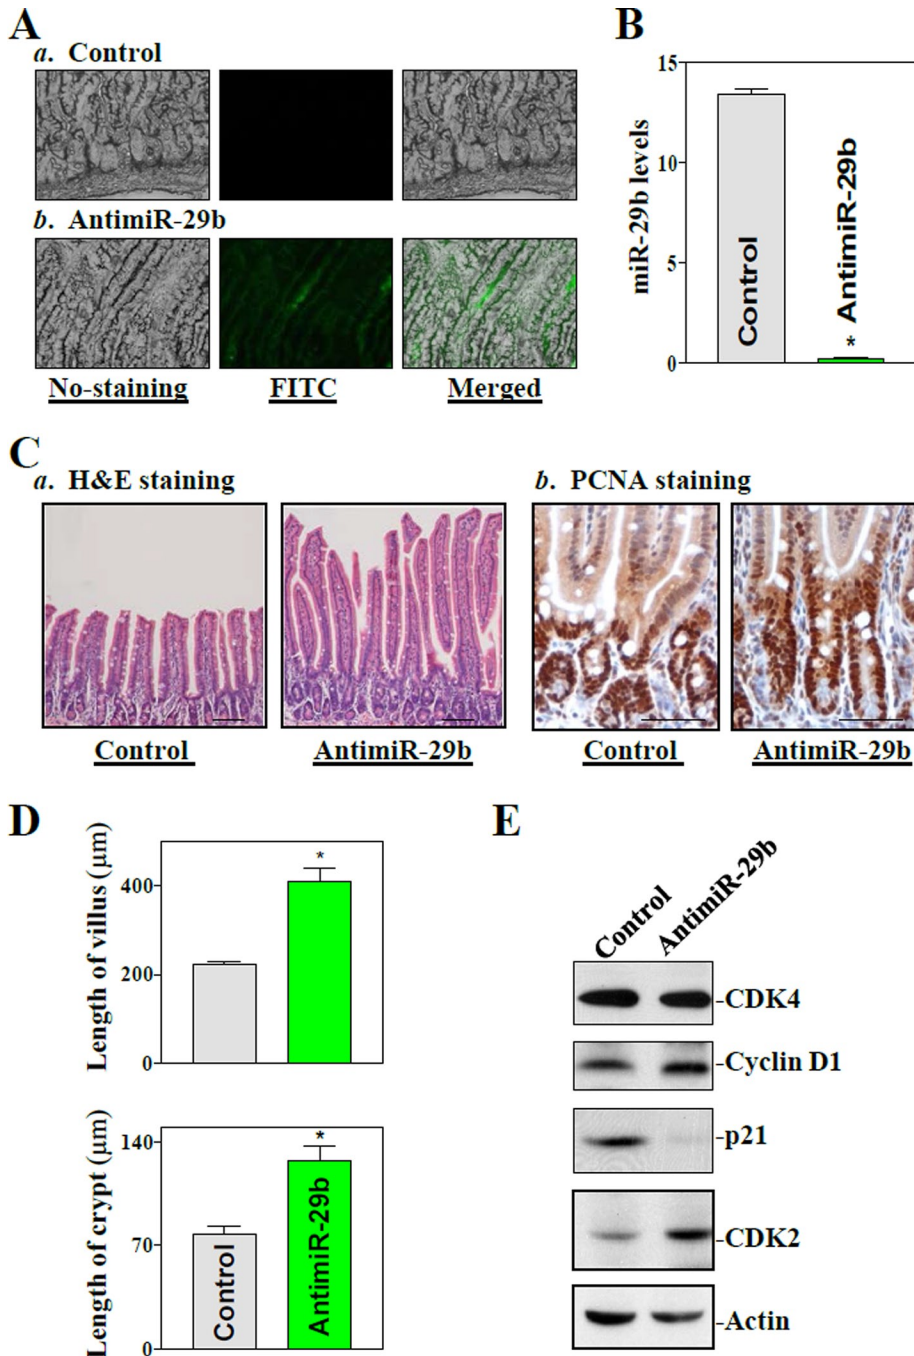 A
a. Control
b. AntimiR-29b
No-staining
FITC
Merged
B
miR-29b levels
15
10
5
0
Control
* AntimiR-29b
C
a. H&E staining
Control
AntimiR-29b
b. PCNA staining
Control
AntimiR-29b
D
Length of villus (μm)
400
200
0
*
Length of crypt (μm)
140
70
0
*
Control
AntimiR-29b
E
Control
AntimiR-29b
-CDK4
-Cyclin D1
-p21
-CDK2
-Actin